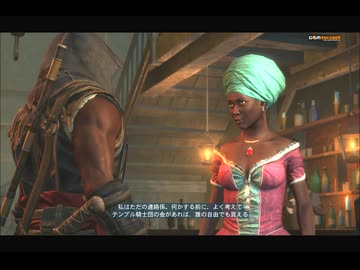 私はただの連絡係。何かする前に、よく考えて
テンプル騎士団の金があれば、誰の自由でも買える